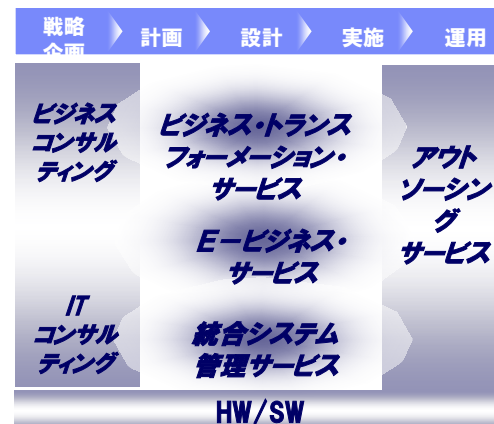 戦略
企画
計画
設計
実施
運用
ビジネス
コンサル
ティング
ビジネス・トランス
フォーメーション・
サービス
E－ビジネス・
サービス
アウト
ソーシン
グ
サービス
IT
コンサル
ティング
統合システム
管理サービス
HW/SW